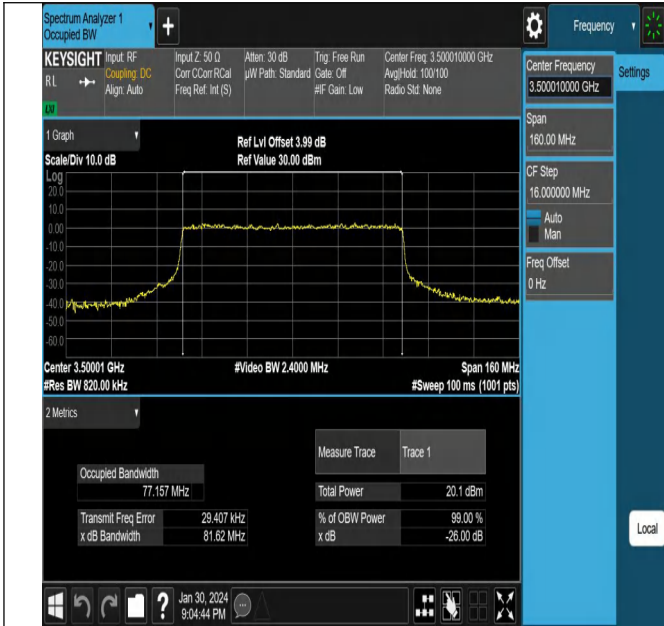 Spectrum Analyzer 1
Occupied BW
Frequency
KEYSIGHT
RL
LXI
Input: RF
Coupling: DC
Align: Auto
Input Z: 50 Ω
Corr CCorr RCal
Freq Ref: Int (S)
Atten: 30 dB
µW Path: Standard
Trig: Free Run
Gate: Off
#IF Gain: Low
Center Freq: 3.500010000 GHz
Avg|Hold: 100/100
Radio Std: None
Center Frequency
3.500010000 GHz
Settings
Span
160.00 MHz
CF Step
16.000000 MHz
Auto
Man
Freq Offset
0 Hz
Local
1 Graph
Scale/Div 10.0 dB
Ref Lvl Offset 3.99 dB
Ref Value 30.00 dBm
Log
20.0
10.0
0.00
-10.0
-20.0
-30.0
-40.0
-50.0
-60.0
Center 3.50001 GHz
#Video BW 2.4000 MHz
Span 160 MHz
#Res BW 820.00 kHz
#Sweep 100 ms (1001 pts)
2 Metrics
Occupied Bandwidth
77.157 MHz
Transmit Freq Error 29.407 kHz
x dB Bandwidth 81.62 MHz
Measure Trace Trace 1
Total Power 20.1 dBm
% of OBW Power 99.00 %
x dB -26.00 dB
?
Jan 30, 2024
9:04:44 PM